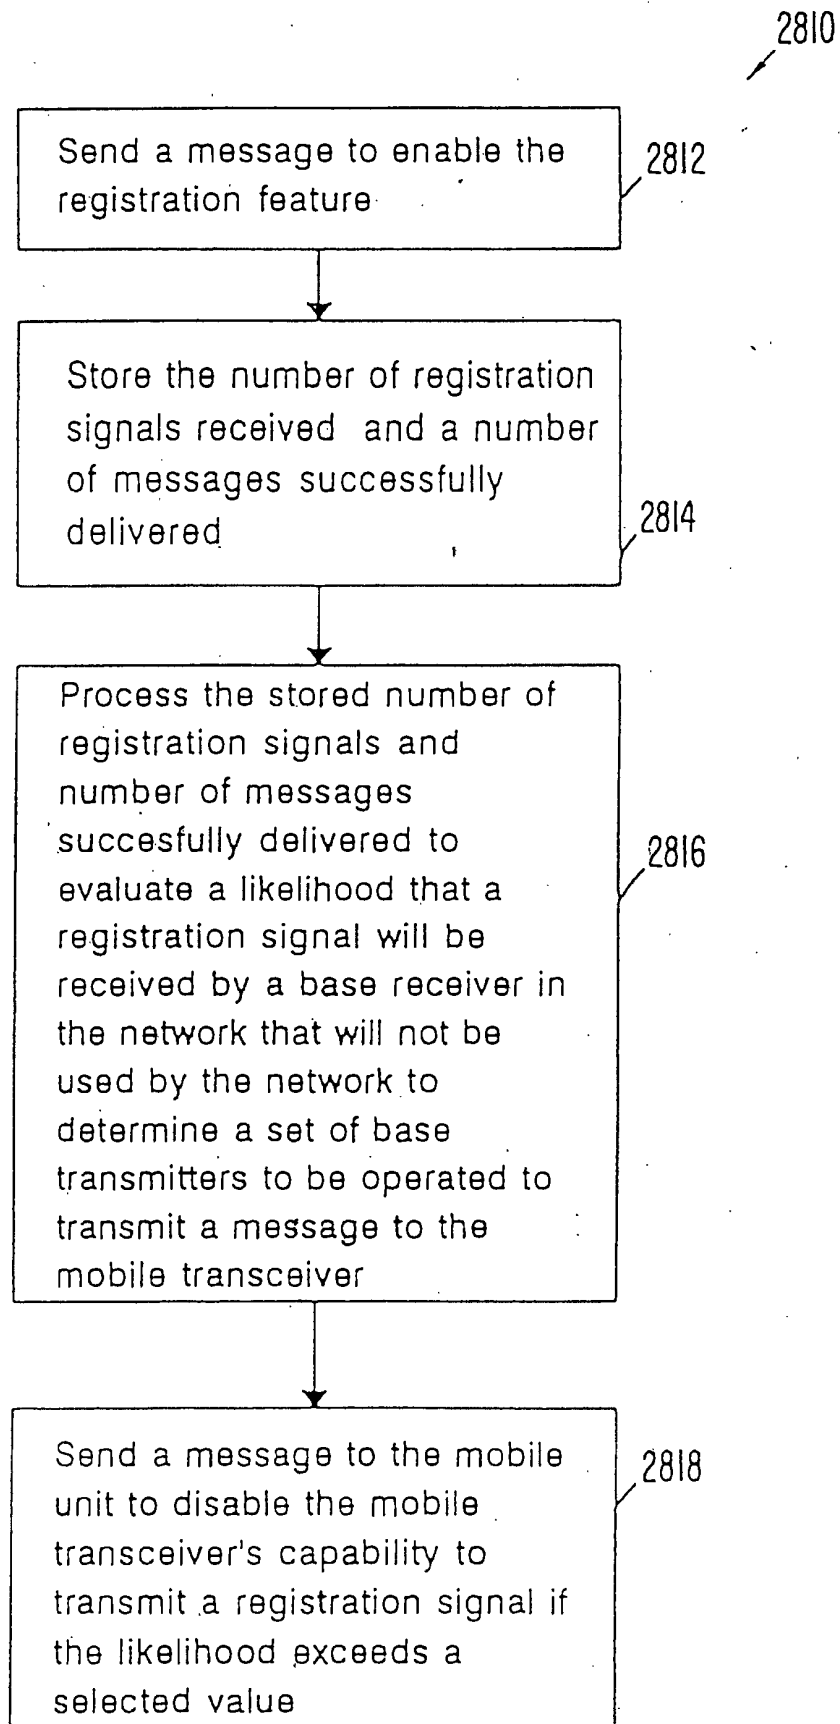 2810
Send a message to enable the
registration feature
2812
Store the number of registration
signals received and a number
of messages successfully
delivered
2814
Process the stored number of
registration signals and
number of messages
succesfully delivered to
evaluate a likelihood that a
registration signal will be
received by a base receiver in
the network that will not be
used by the network to
determine a set of base
transmitters to be operated to
transmit a message to the
mobile transceiver
2816
Send a message to the mobile
unit to disable the mobile
transceiver's capability to
transmit a registration signal if
the likelihood exceeds a
selected value
2818